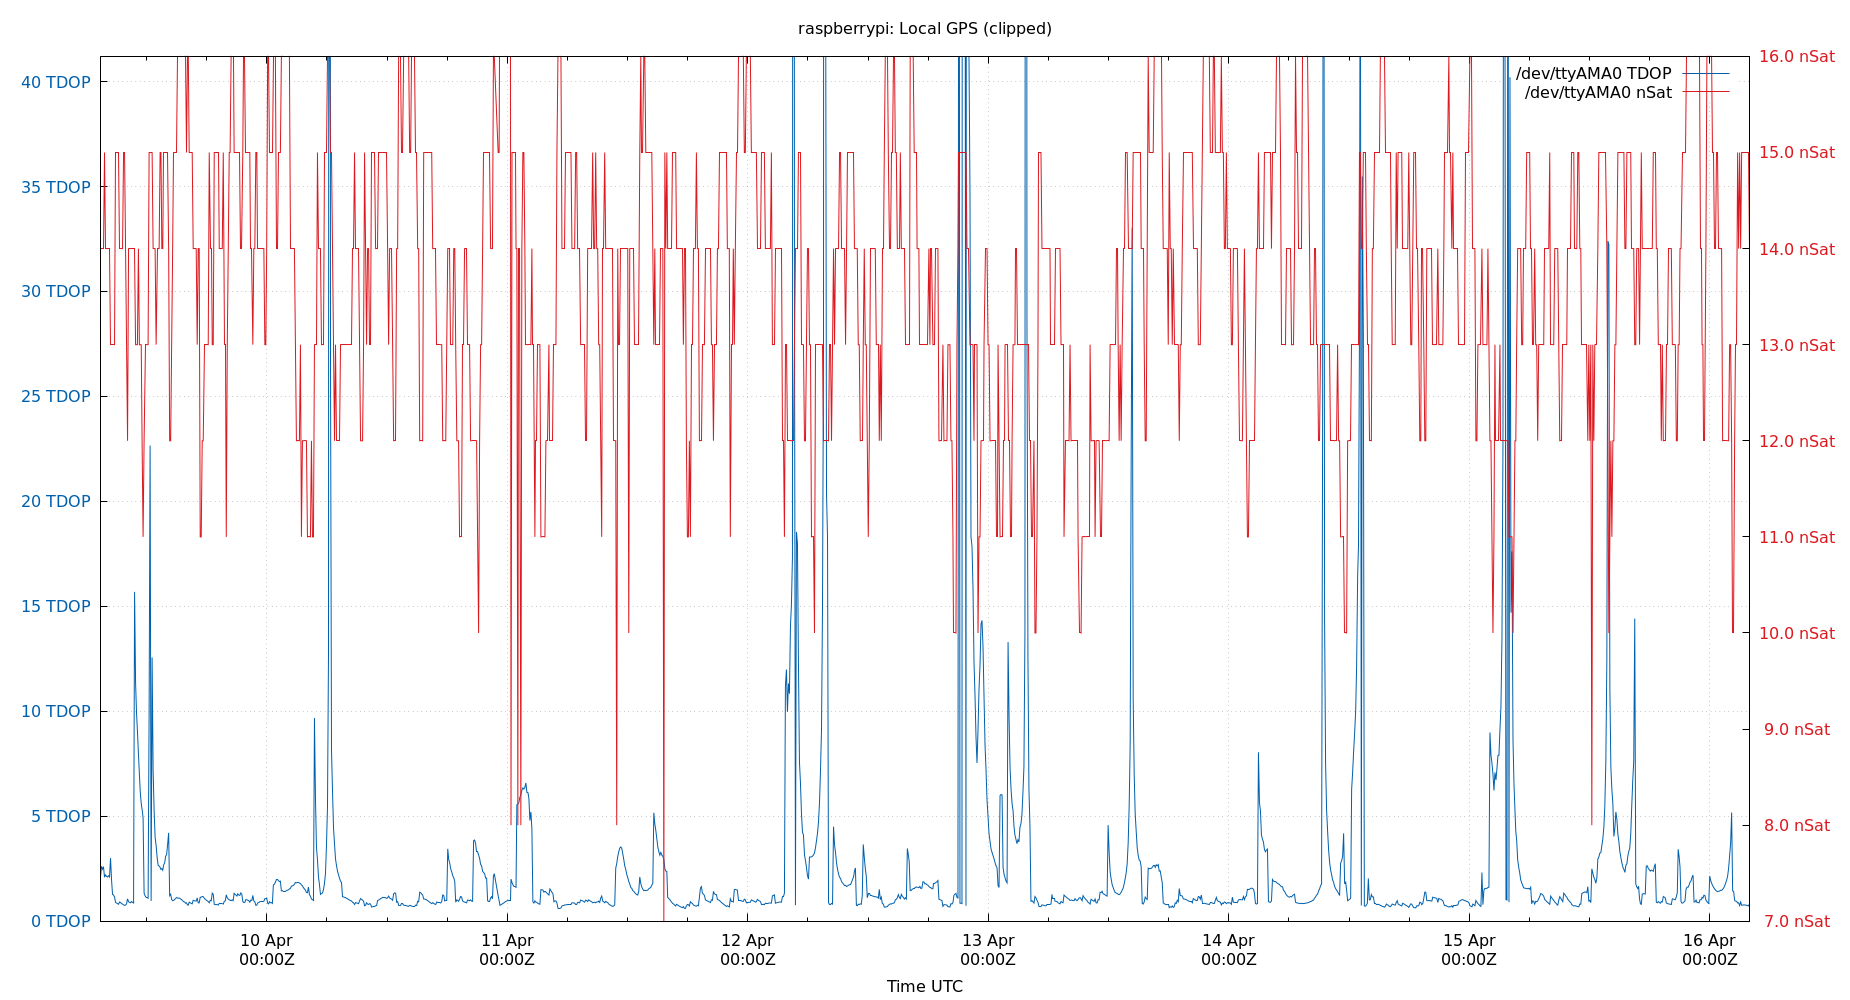 raspberrypi: Local GPS (clipped)
40 TDOP
35 TDOP
30 TDOP
25 TDOP
20 TDOP
15 TDOP
10 TDOP
5 TDOP
0 TDOP
16.0 nSat
15.0 nSat
14.0 nSat
13.0 nSat
12.0 nSat
11.0 nSat
10.0 nSat
9.0 nSat
8.0 nSat
7.0 nSat
/dev/ttyAMA0 TDOP
/dev/ttyAMA0 nSat
10 Apr
00:00Z
11 Apr
00:00Z
12 Apr
00:00Z
13 Apr
00:00Z
14 Apr
00:00Z
15 Apr
00:00Z
16 Apr
00:00Z
Time UTC